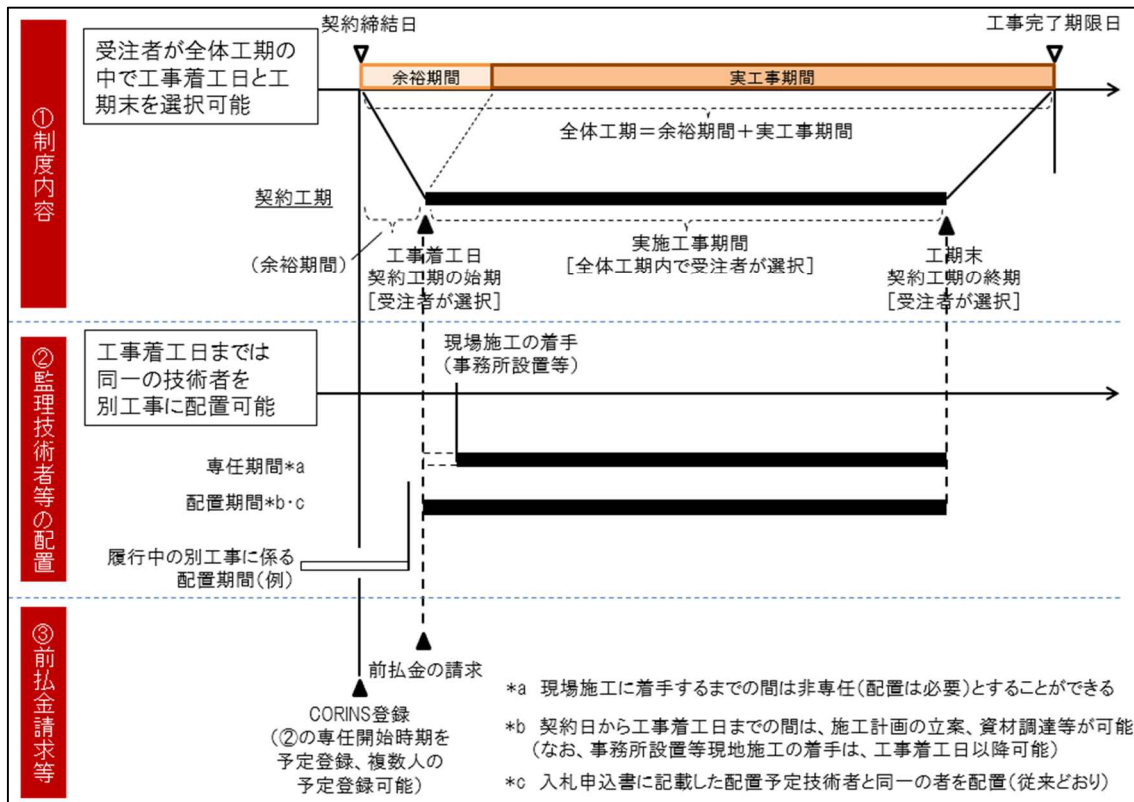 契約締結日
工事完了期限日
受注者が全体工期の
中で工事着工日と工
期末を選択可能
余裕期間
実工事期間
全体工期＝余裕期間＋実工事期間
①制度内容
契約工期
(余裕期間)
工事着工日
契約工期の始期
[受注者が選択]
実施工事期間
[全体工期内で受注者が選択]
工期末
契約工期の終期
[受注者が選択]
②監理技術者等の配置
工事着工日までは
同一の技術者を
別工事に配置可能
現場施工の着手
(事務所設置等)
専任期間*a
配置期間*b・c
履行中の別工事に係る
配置期間(例)
③前払金請求等
前払金の請求
CORINS登録
(②の専任開始時期を
予定登録、複数人の
予定登録可能)
*a 現場施工に着手するまでの間は非専任(配置は必要)とすることができる
*b 契約日から工事着工日までの間は、施工計画の立案、資材調達等が可能
(なお、事務所設置等現地施工の着手は、工事着工日以降可能)
*c 入札申込書に記載した配置予定技術者と同一の者を配置(従来どおり)